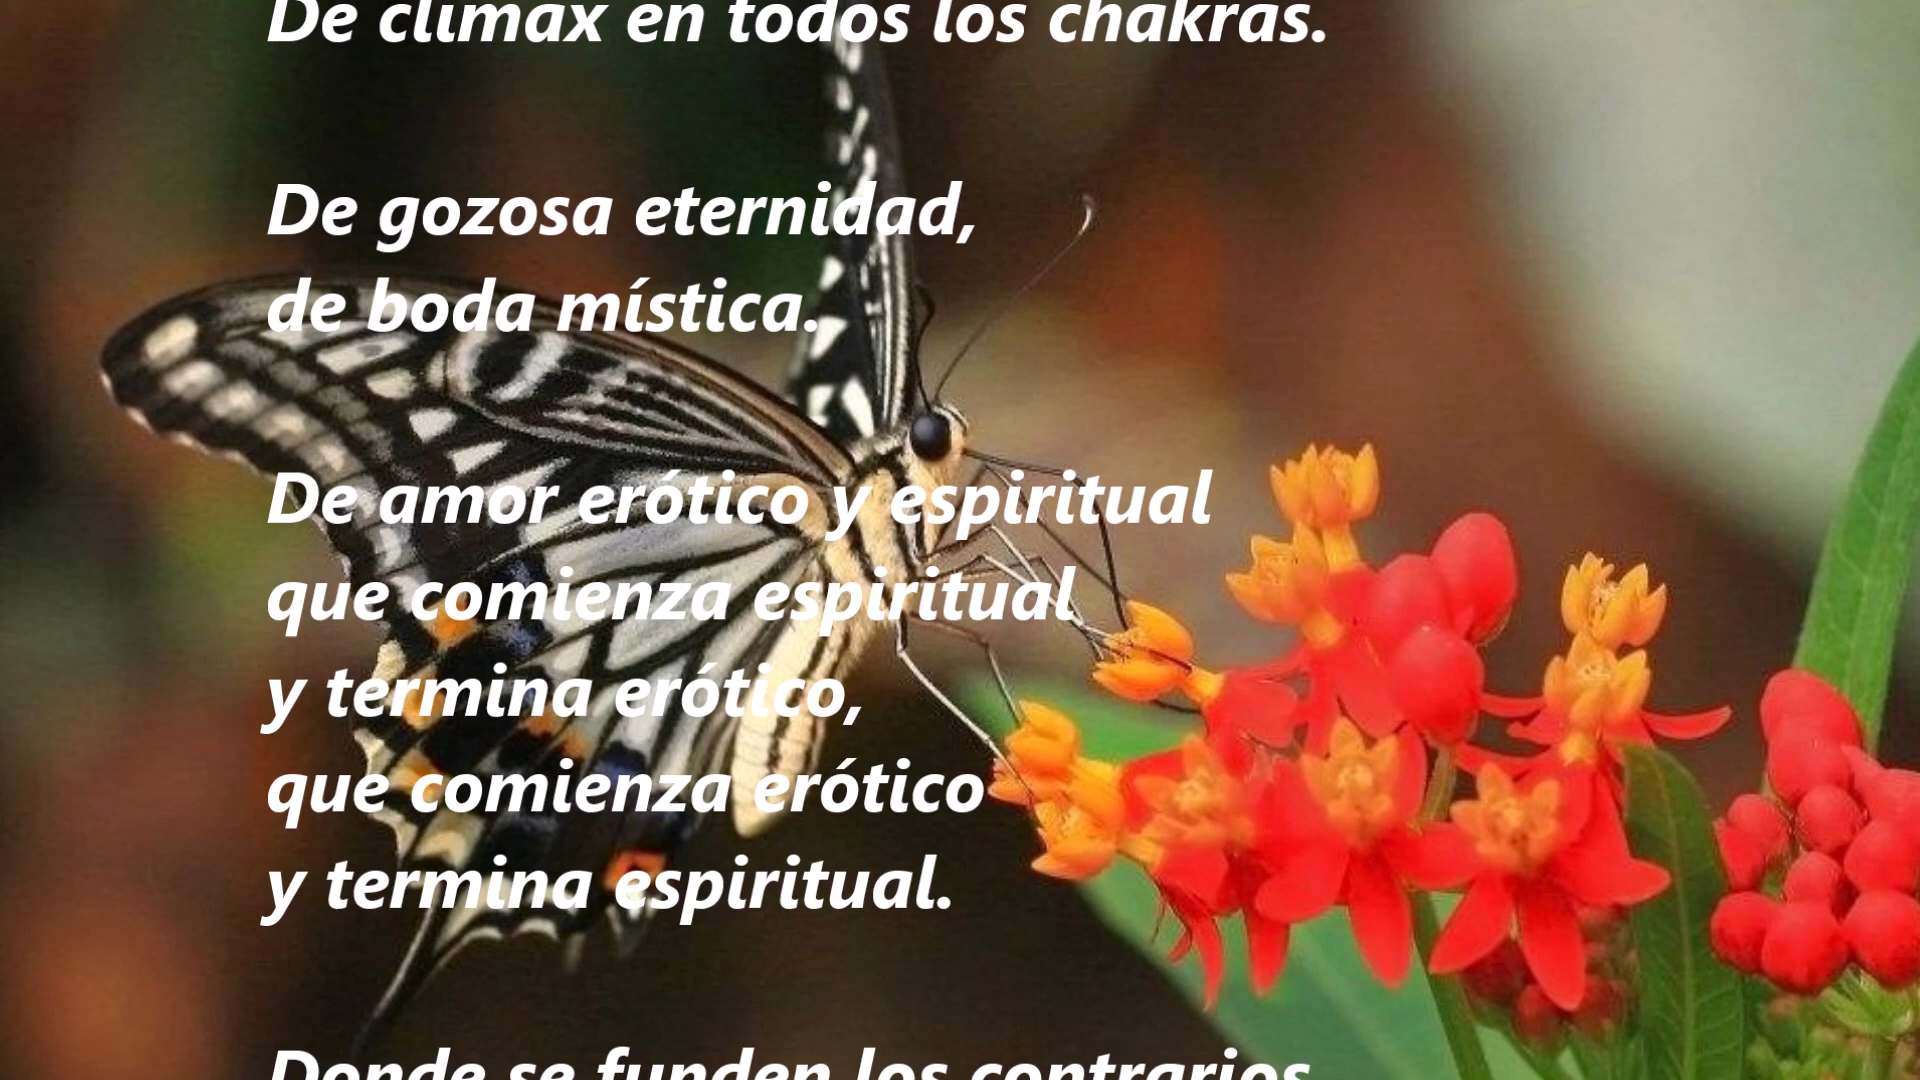 De clímax en todos los chakras.
De gozosa eternidad,
de boda mística.
De amor erótico y espiritual
que comienza espiritual
y termina erótico,
que comienza erótico
y termina espiritual.
Donde se funden los contrarios